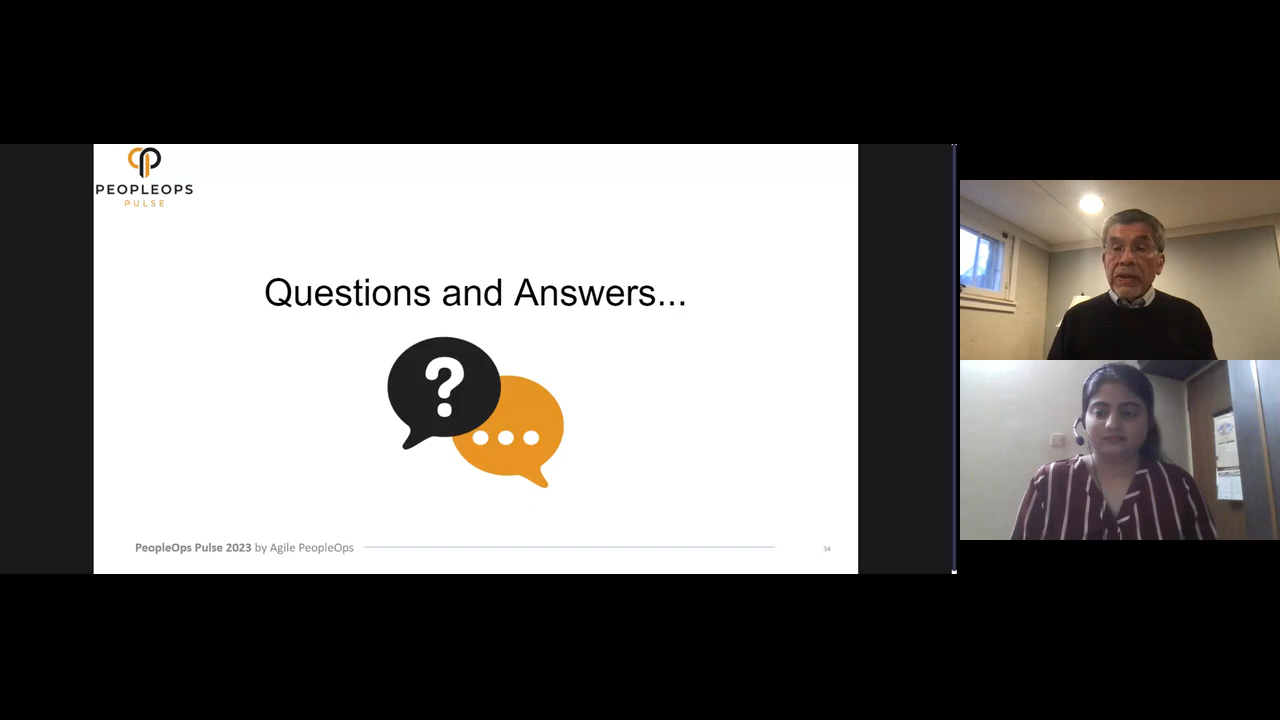 PEOPLEOPS
PULSE
Questions and Answers...
?
PeopleOps Pulse 2023 by Agile PeopleOps
34